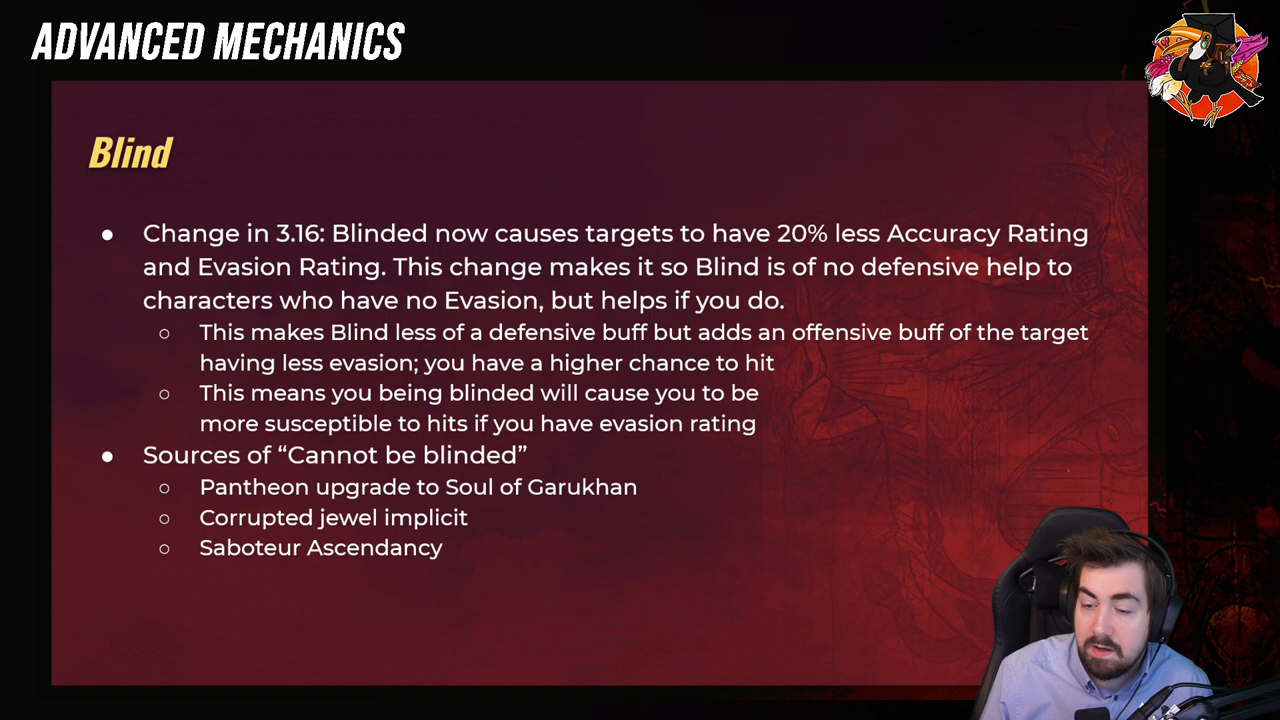 ADVANCED MECHANICS
Blind
● Change in 3.16: Blinded now causes targets to have 20% less Accuracy Rating
and Evasion Rating. This change makes it so Blind is of no defensive help to
characters who have no Evasion, but helps if you do.
○ This makes Blind less of a defensive buff but adds an offensive buff of the target
having less evasion; you have a higher chance to hit
○ This means you being blinded will cause you to be
more susceptible to hits if you have evasion rating
● Sources of “Cannot be blinded”
○ Pantheon upgrade to Soul of Garukhan
○ Corrupted jewel implicit
○ Saboteur Ascendancy